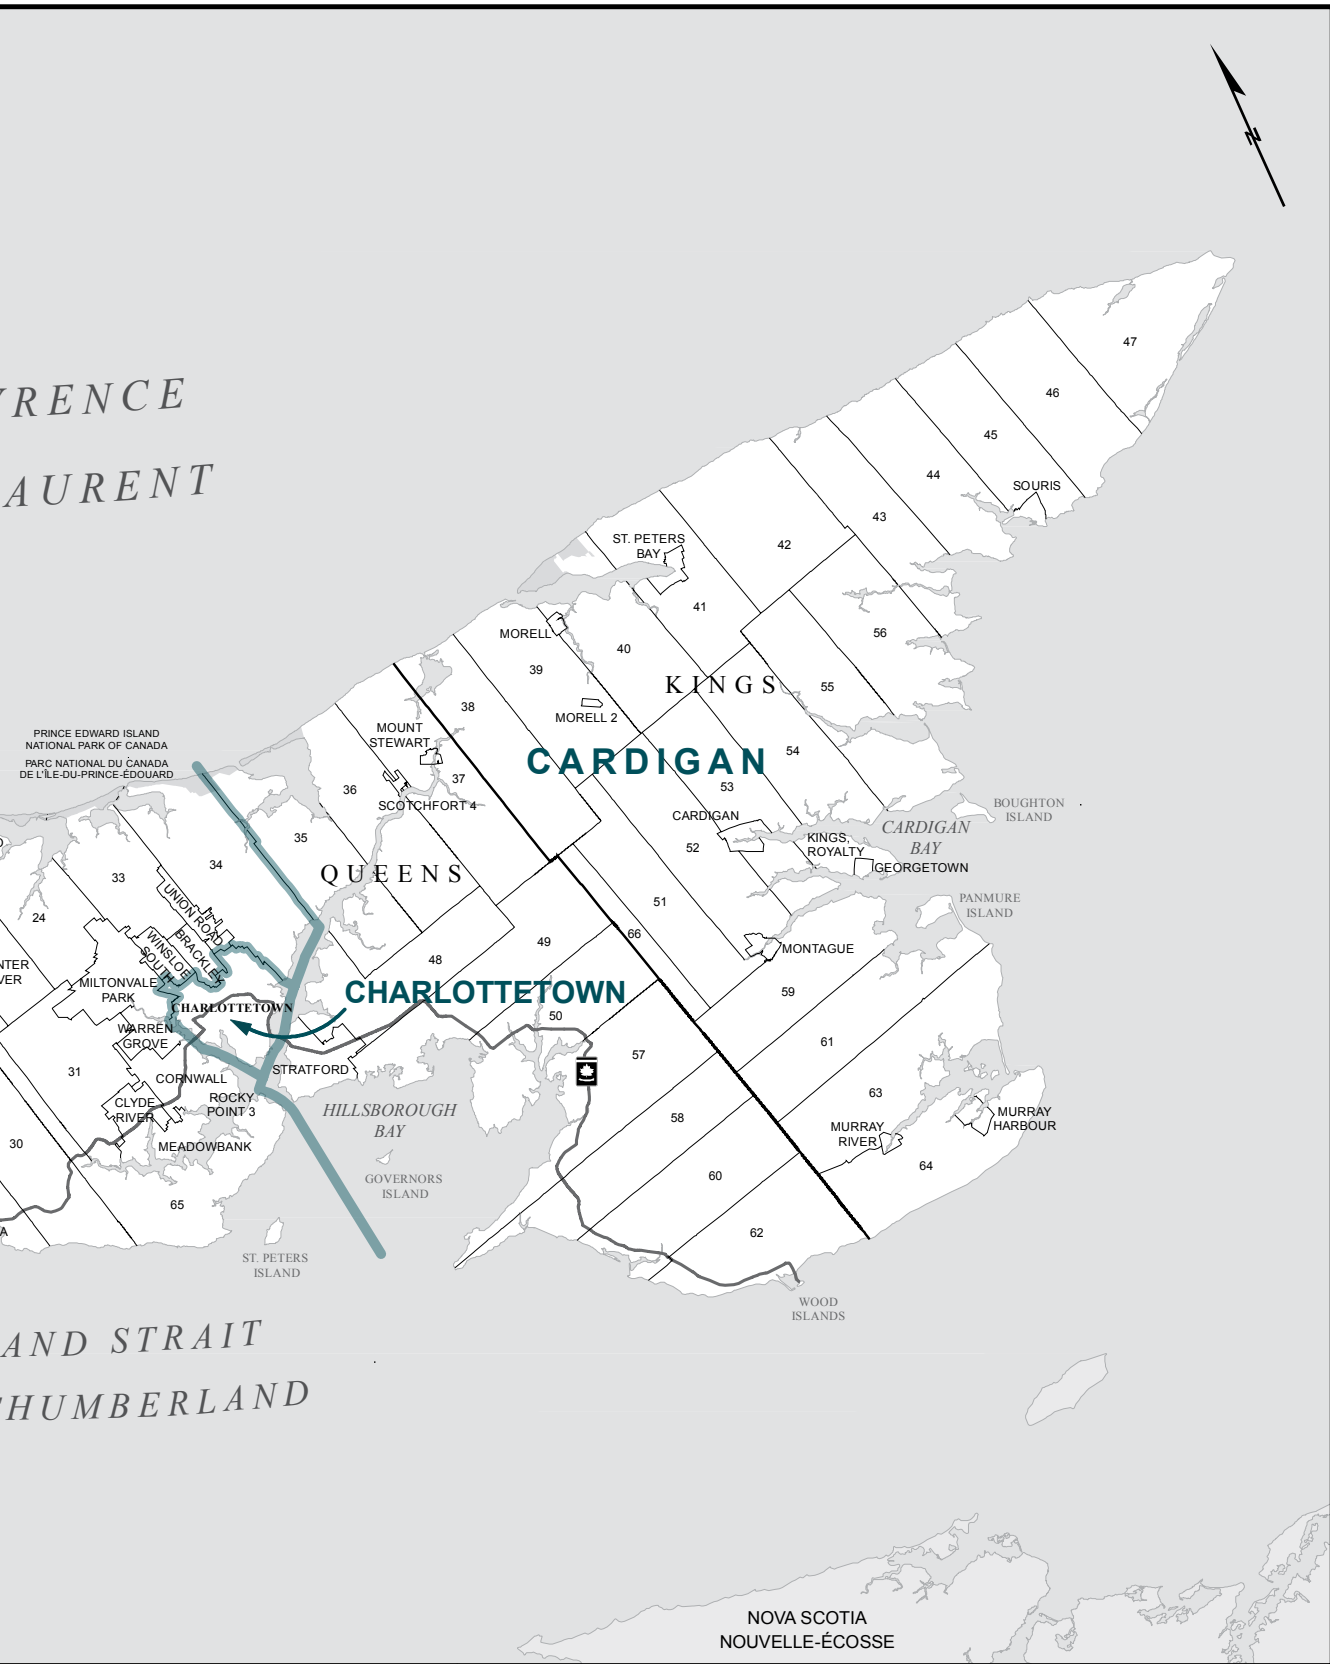 N
RENCE
AURENT
47
46
45
44
SOURIS
43
42
ST. PETERS
BAY
41
56
MORELL
40
39
KINGS
55
38
MORELL 2
MOUNT
STEWART
PRINCE EDWARD ISLAND
NATIONAL PARK OF CANADA
PARC NATIONAL DU CANADA
DE L'ÎLE-DU-PRINCE-ÉDOUARD
CARDIGAN
54
37
36
53
SCOTCHFORT 4
BOUGHTON
ISLAND
CARDIGAN
CARDIGAN
BAY
35
KINGS,
ROYALTY
52
34
GEORGETOWN
QUEENS
33
UNION ROAD
51
PANMURE
ISLAND
24
BRACKLEY
WINSLOE
SOUTH
66
49
MONTAGUE
48
NTER
VER
MILTONVALE
PARK
CHARLOTTETOWN
59
CHARLOTTETOWN
50
WARREN
GROVE
61
57
STRATFORD
31
CORNWALL
63
ROCKY
POINT 3
CLYDE
RIVER
HILLSBOROUGH
BAY
58
MURRAY
HARBOUR
MURRAY
RIVER
30
MEADOWBANK
64
GOVERNORS
ISLAND
60
65
A
62
ST. PETERS
ISLAND
WOOD
ISLANDS
AND STRAIT
HUMBERLAND
NOVA SCOTIA
NOUVELLE-ÉCOSSE